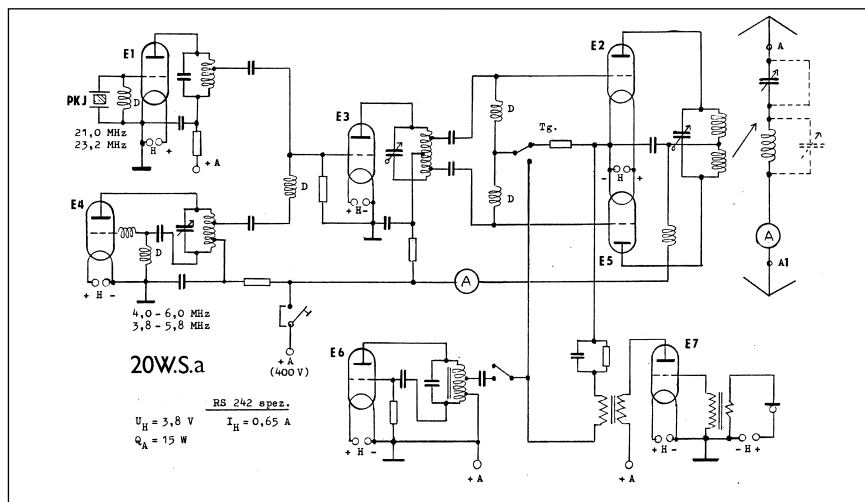 E1
PKJ
D
21,0 MHz
23,2 MHz
H +
+A
E4
D
+ H -
4,0-6,0 MHz
3,8-5,8 MHz
D
E3
+ H -
+A
(400V)
A
D
D
Tg.
E2
- H +
E5
A
A
A1
20W.S.a
RS 242 spez.
U_H = 3,8 V
I_H = 0,65 A
Q_A = 15 W
E6
+ H -
+A
+A
E7
+ H -
- H +